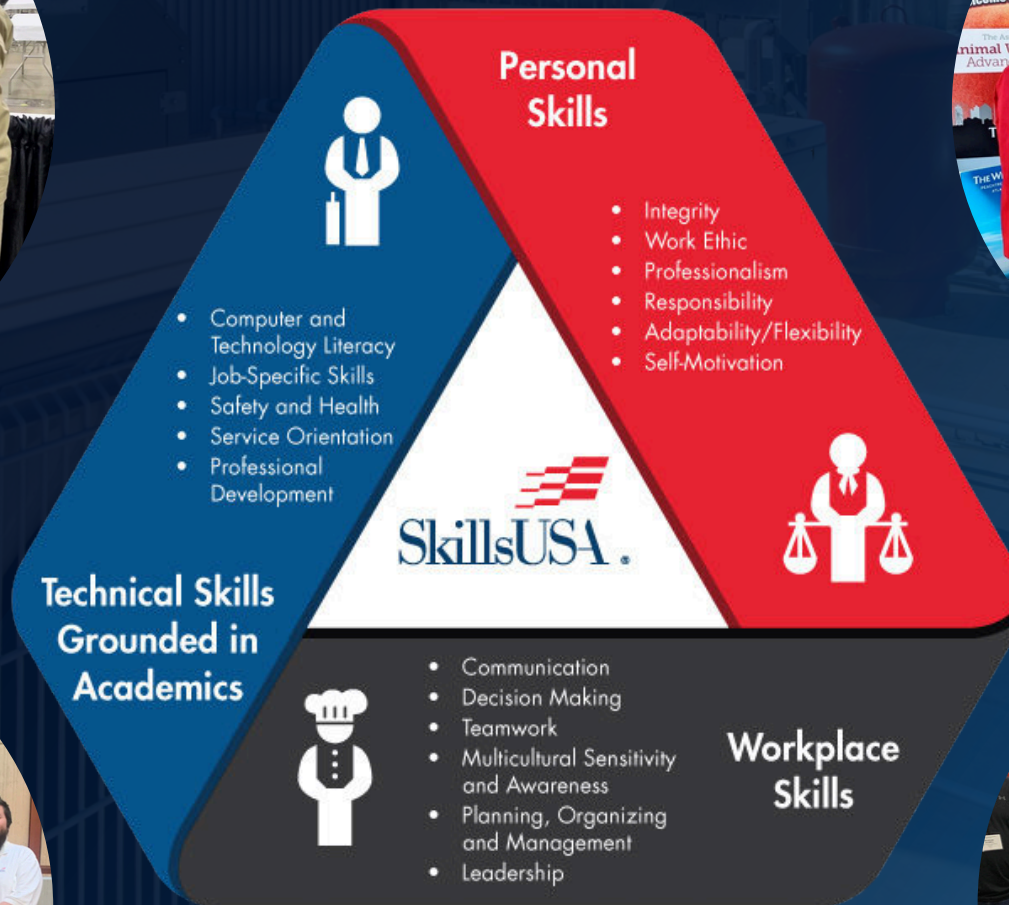 Personal
Skills
Integrity
Work Ethic
Professionalism
Responsibility
Adaptability/Flexibility
Self-Motivation
Computer and
Technology Literacy
Job-Specific Skills
Safety and Health
Service Orientation
Professional
Development
Technical Skills
Grounded in
Academics
SkillsUSA
Communication
Decision Making
Teamwork
Multicultural Sensitivity
and Awareness
Planning, Organizing
and Management
Leadership
Workplace
Skills